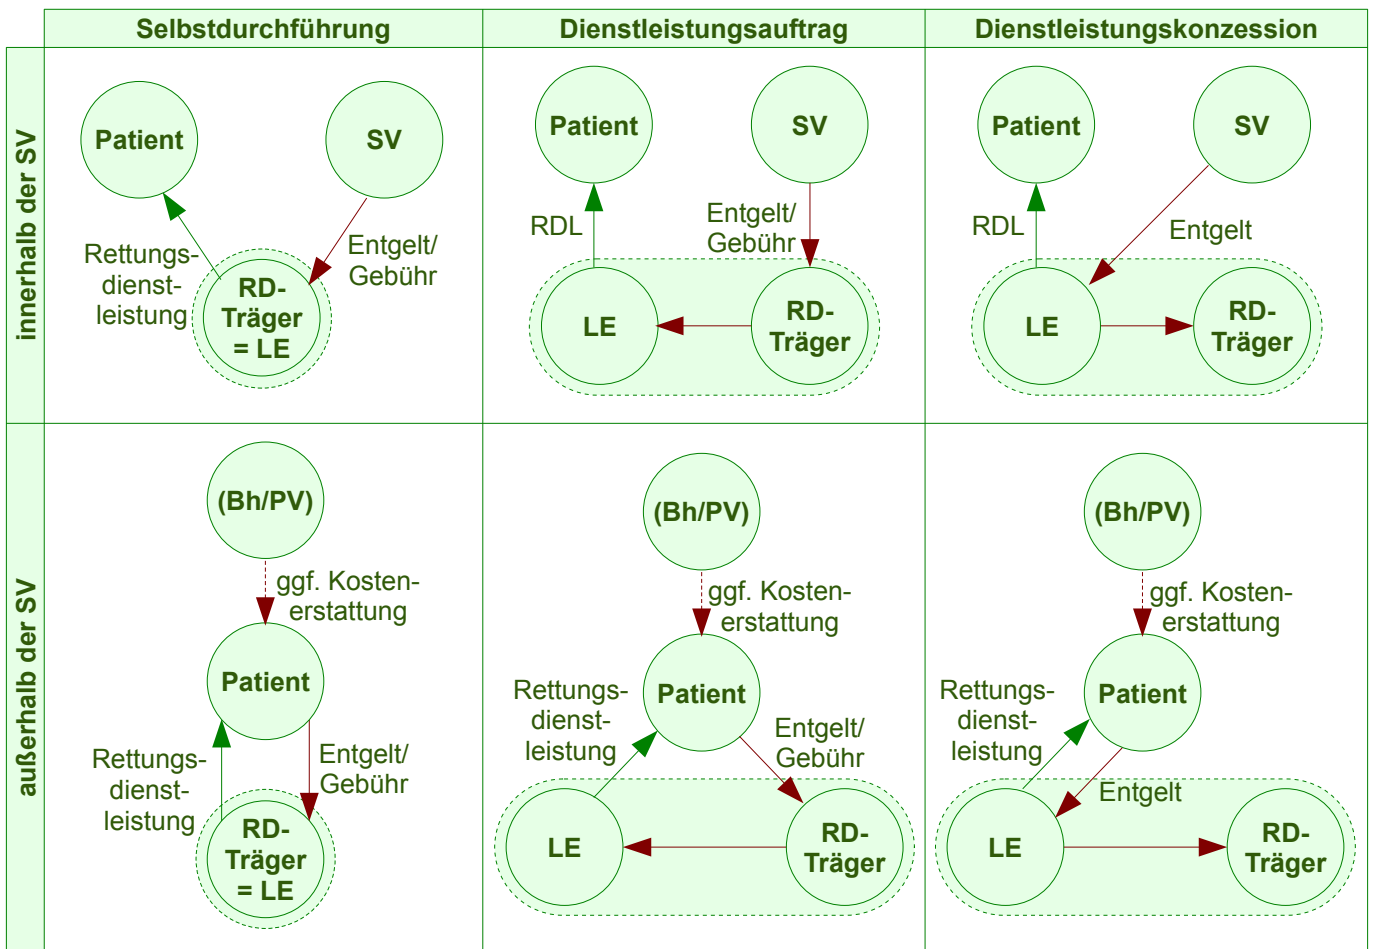 Selbstdurchführung
Dienstleistungsauftrag
Dienstleistungskonzession
innerhalb der SV
Patient
SV
Rettungs-
dienst-
leistung
Entgelt/
Gebühr
RD-
Träger
= LE
Patient
SV
RDL
Entgelt/
Gebühr
LE
RD-
Träger
Patient
SV
RDL
Entgelt
LE
RD-
Träger
außerhalb der SV
(Bh/PV)
ggf. Kosten-
erstattung
Patient
Rettungs-
dienst-
leistung
Entgelt/
Gebühr
RD-
Träger
= LE
(Bh/PV)
ggf. Kosten-
erstattung
Patient
Rettungs-
dienst-
leistung
Entgelt/
Gebühr
LE
RD-
Träger
(Bh/PV)
ggf. Kosten-
erstattung
Patient
Rettungs-
dienst-
leistung
Entgelt
LE
RD-
Träger